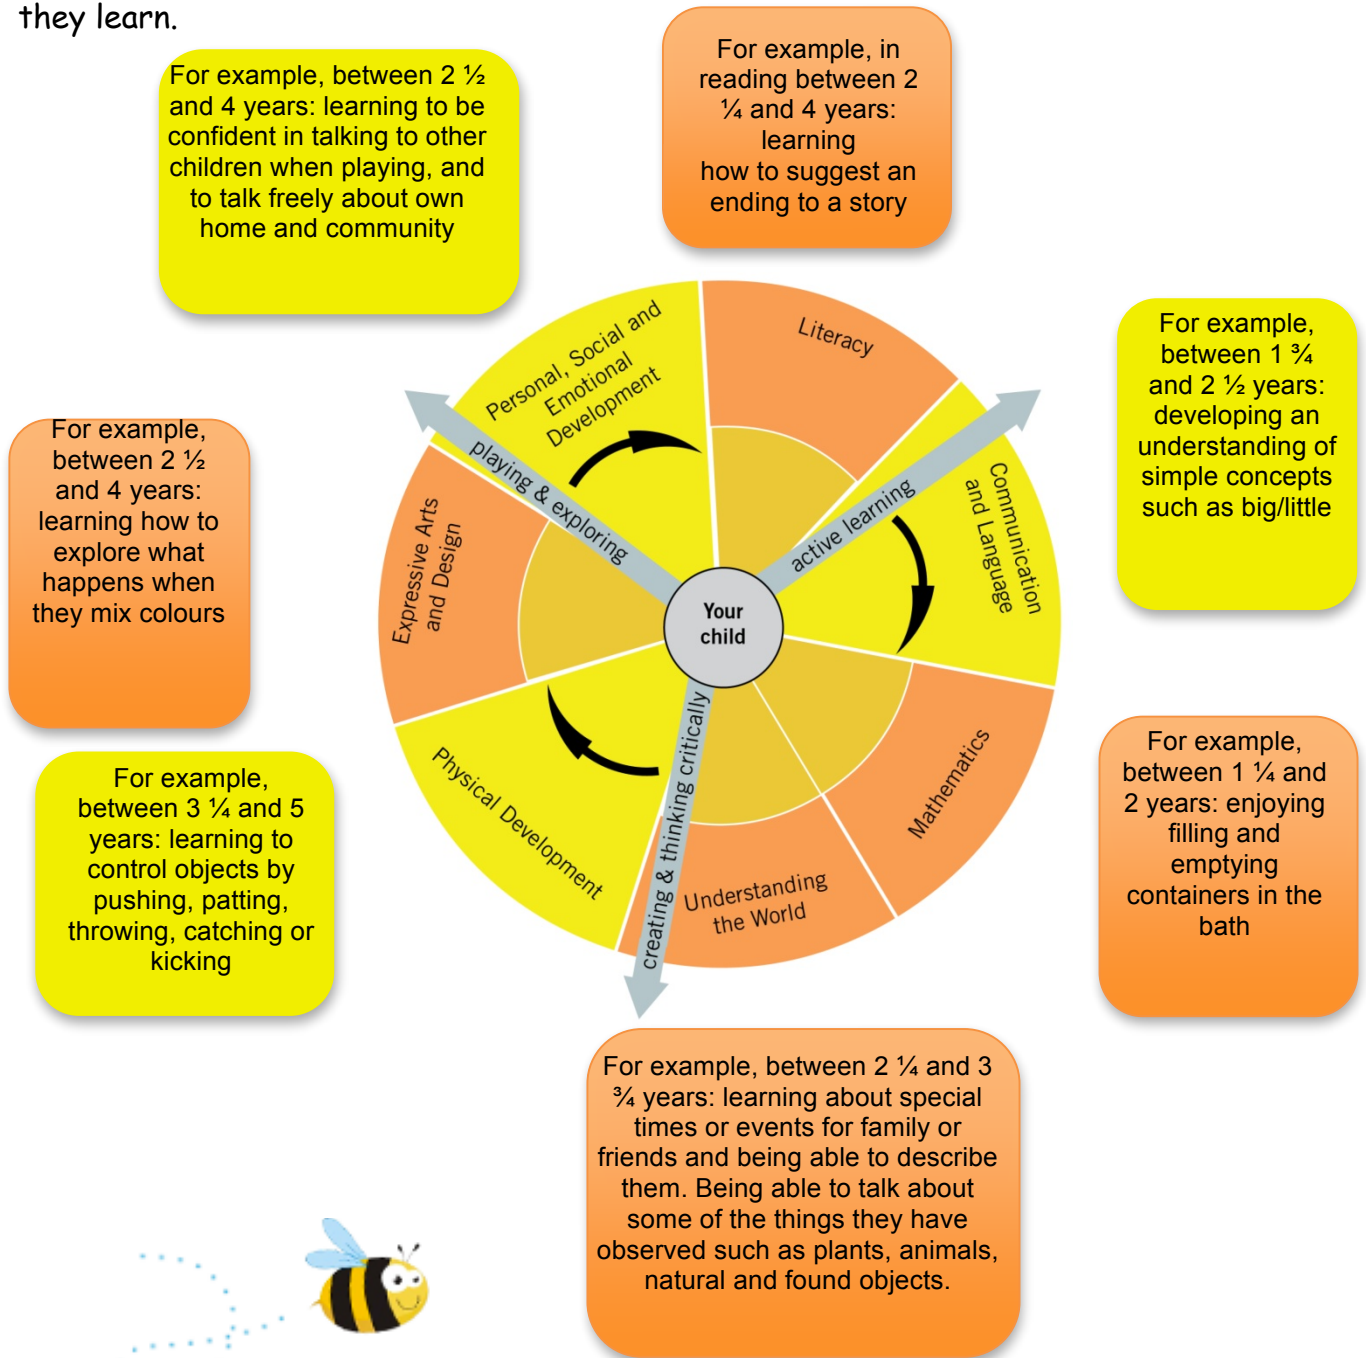 they learn.
For example, between 2 ½
and 4 years: learning to be
confident in talking to other
children when playing, and
to talk freely about own
home and community
For example, in
reading between 2
¼ and 4 years:
learning
how to suggest an
ending to a story
For example,
between 1 ¾
and 2 ½ years:
developing an
understanding of
simple concepts
such as big/little
For example,
between 2 ½
and 4 years:
learning how to
explore what
happens when
they mix colours
Personal, Social and
Emotional
Development
Literacy
Communication
and Language
playing & exploring
active learning
Expressive Arts
and Design
Your
child
creating & thinking critically
Physical Development
Understanding
the World
Mathematics
For example,
between 3 ¼ and 5
years: learning to
control objects by
pushing, patting,
throwing, catching or
kicking
For example,
between 1 ¼ and
2 years: enjoying
filling and
emptying
containers in the
bath
For example, between 2 ¼ and 3
¾ years: learning about special
times or events for family or
friends and being able to describe
them. Being able to talk about
some of the things they have
observed such as plants, animals,
natural and found objects.